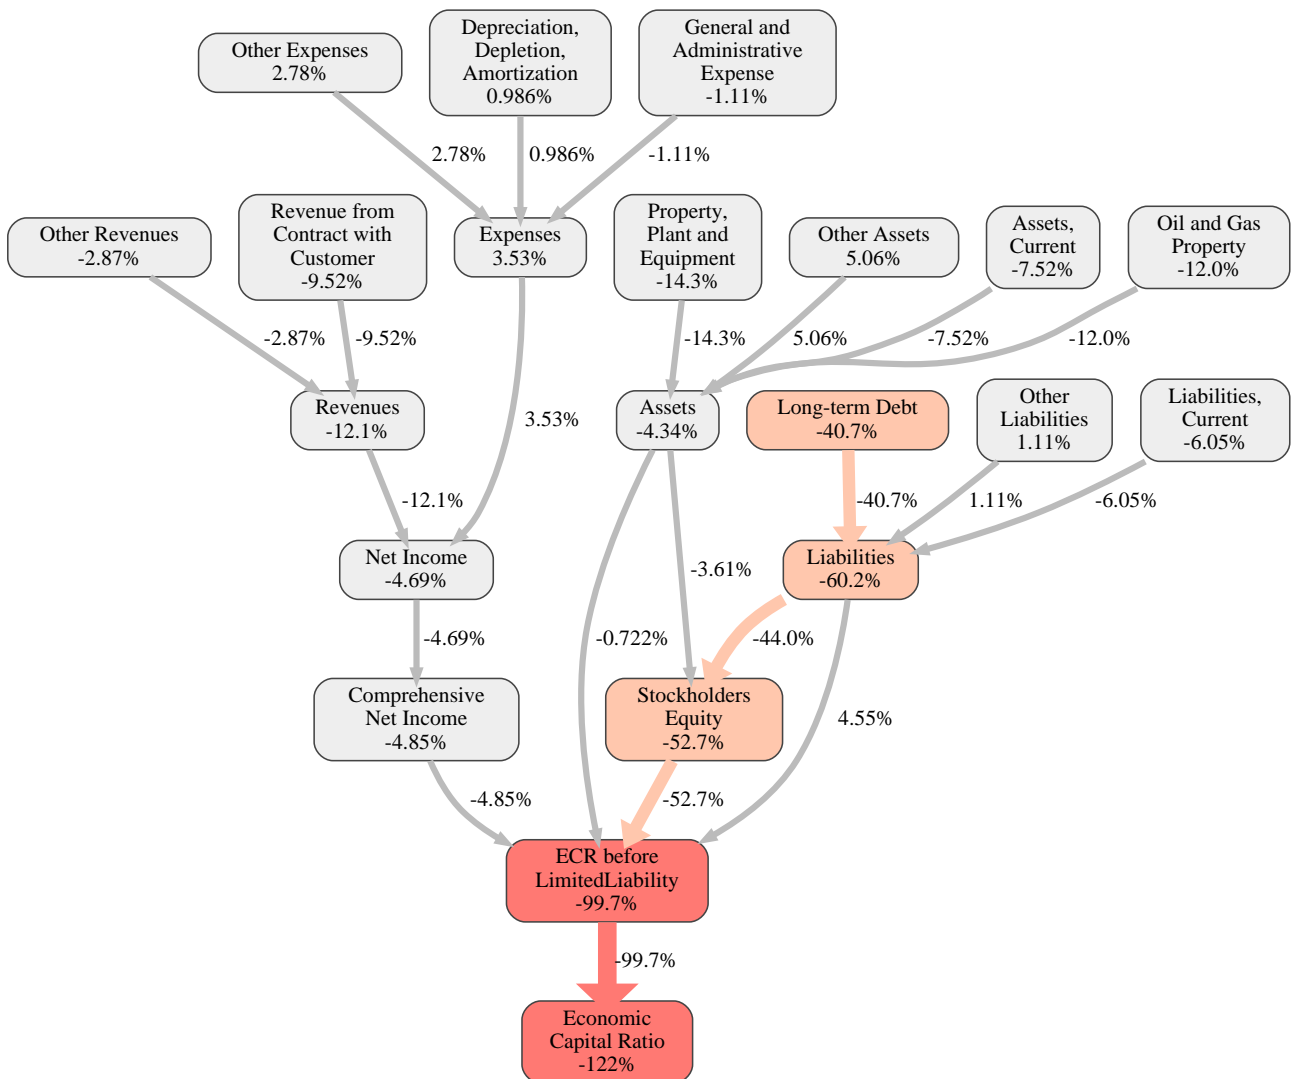 Other Expenses
2.78%
Depreciation,
Depletion,
Amortization
0.986%
General and
Administrative
Expense
-1.11%
2.78%
0.986%
-1.11%
Other Revenues
-2.87%
Revenue from
Contract with
Customer
-9.52%
Expenses
3.53%
Property,
Plant and
Equipment
-14.3%
Other Assets
5.06%
Assets,
Current
-7.52%
Oil and Gas
Property
-12.0%
-2.87%
-9.52%
-14.3%
5.06%
-7.52%
-12.0%
Revenues
-12.1%
3.53%
Assets
-4.34%
Long-term Debt
-40.7%
Other
Liabilities
1.11%
Liabilities,
Current
-6.05%
-12.1%
-40.7%
1.11%
-6.05%
Net Income
-4.69%
-3.61%
Liabilities
-60.2%
-4.69%
-0.722%
-44.0%
Comprehensive
Net Income
-4.85%
Stockholders
Equity
-52.7%
4.55%
-4.85%
-52.7%
ECR before
LimitedLiability
-99.7%
-99.7%
Economic
Capital Ratio
-122%